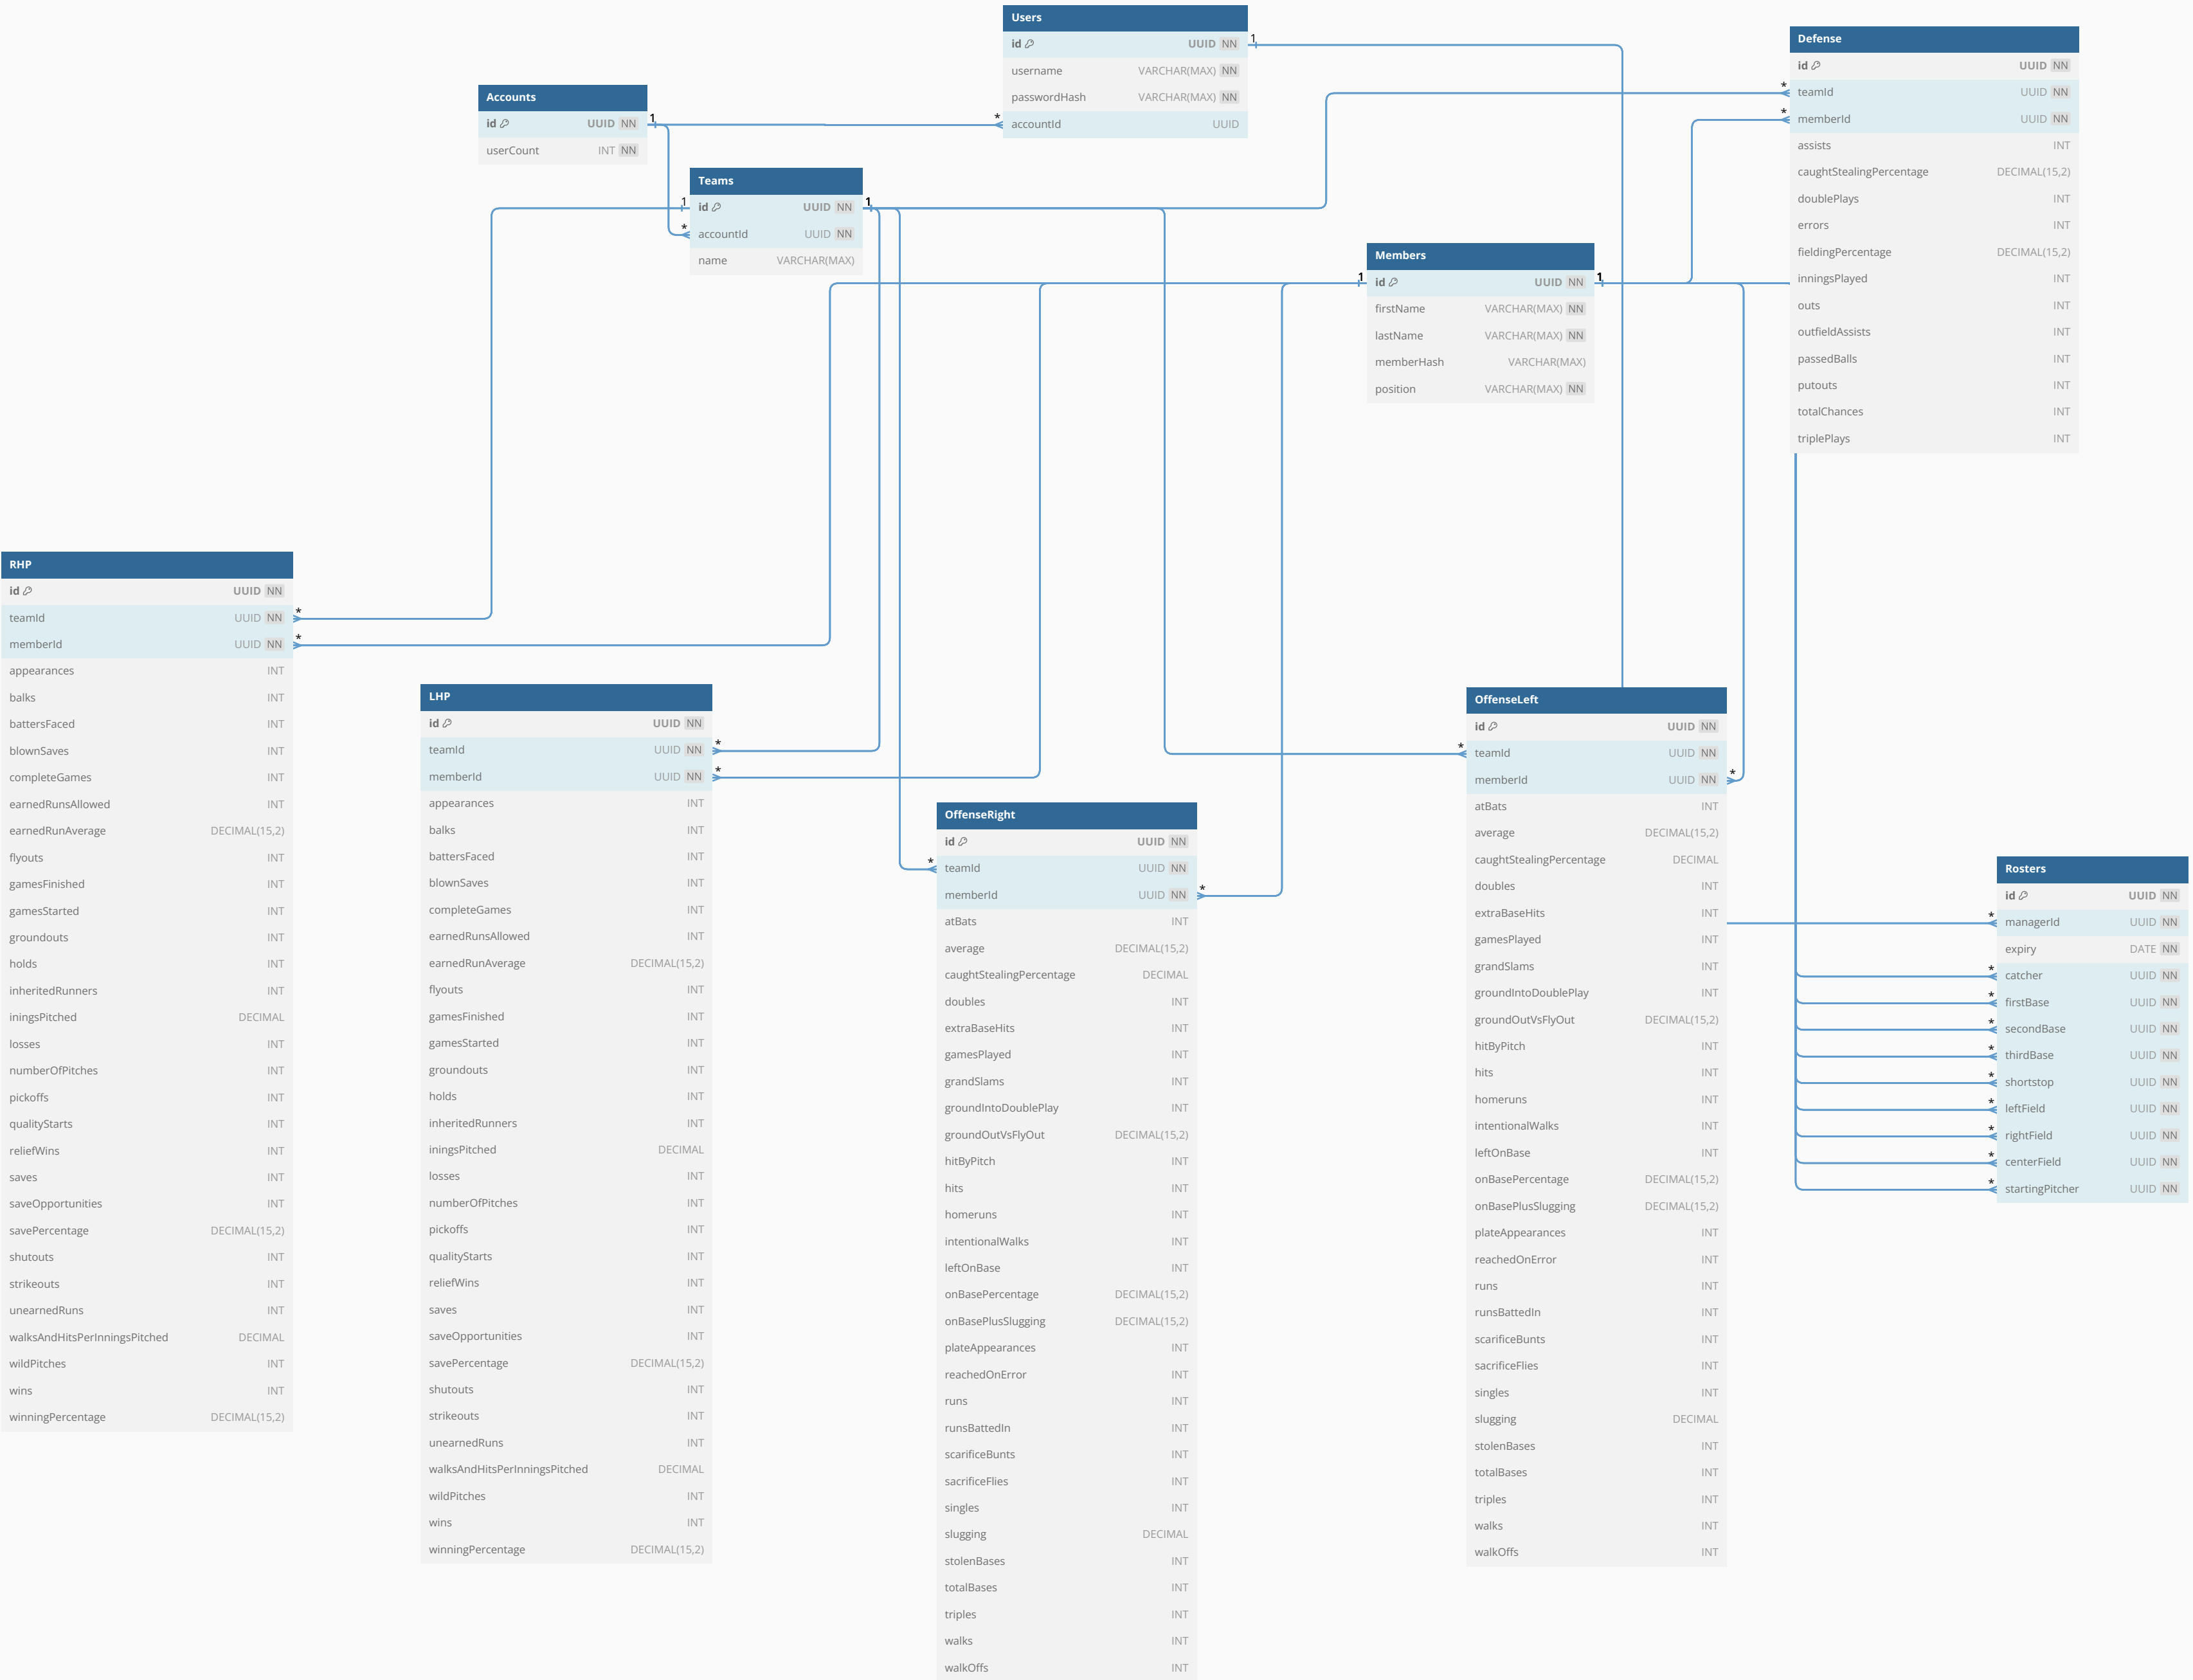 Users
id UUID NN
username VARCHAR(MAX) NN
passwordHash VARCHAR(MAX) NN
accountId UUID
1
*
Accounts
id UUID NN
userCount INT NN
1
Teams
id UUID NN
accountId UUID NN
name VARCHAR(MAX)
1
1
*
Defense
id UUID NN
teamId UUID NN
memberId UUID NN
assists INT
caughtStealingPercentage DECIMAL(15,2)
doublePlays INT
errors INT
fieldingPercentage DECIMAL(15,2)
inningsPlayed INT
outs INT
outfieldAssists INT
passedBalls INT
putouts INT
totalChances INT
triplePlays INT
*
*
Members
id UUID NN
firstName VARCHAR(MAX) NN
lastName VARCHAR(MAX) NN
memberHash VARCHAR(MAX)
position VARCHAR(MAX) NN
1
1
RHP
id UUID NN
teamId UUID NN
memberId UUID NN
appearances INT
balks INT
battersFaced INT
blownSaves INT
completeGames INT
earnedRunsAllowed INT
earnedRunAverage DECIMAL(15,2)
flyouts INT
gamesFinished INT
gamesStarted INT
groundouts INT
holds INT
inheritedRunners INT
iningsPitched DECIMAL
losses INT
numberOfPitches INT
pickoffs INT
qualityStarts INT
reliefWins INT
saves INT
saveOpportunities INT
savePercentage DECIMAL(15,2)
shutouts INT
strikeouts INT
unearnedRuns INT
walksAndHitsPerInningsPitched DECIMAL
wildPitches INT
wins INT
winningPercentage DECIMAL(15,2)
*
*
LHP
id UUID NN
teamId UUID NN
memberId UUID NN
appearances INT
balks INT
battersFaced INT
blownSaves INT
completeGames INT
earnedRunsAllowed INT
earnedRunAverage DECIMAL(15,2)
flyouts INT
gamesFinished INT
gamesStarted INT
groundouts INT
holds INT
inheritedRunners INT
iningsPitched DECIMAL
losses INT
numberOfPitches INT
pickoffs INT
qualityStarts INT
reliefWins INT
saves INT
saveOpportunities INT
savePercentage DECIMAL(15,2)
shutouts INT
strikeouts INT
unearnedRuns INT
walksAndHitsPerInningsPitched DECIMAL
wildPitches INT
wins INT
winningPercentage DECIMAL(15,2)
*
*
OffenseRight
id UUID NN
teamId UUID NN
memberId UUID NN
atBats INT
average DECIMAL(15,2)
caughtStealingPercentage DECIMAL
doubles INT
extraBaseHits INT
gamesPlayed INT
grandSlams INT
groundIntoDoublePlay INT
groundOutVsFlyOut DECIMAL(15,2)
hitByPitch INT
hits INT
homeruns INT
intentionalWalks INT
leftOnBase INT
onBasePercentage DECIMAL(15,2)
onBasePlusSlugging DECIMAL(15,2)
plateAppearances INT
reachedOnError INT
runs INT
runsBattedIn INT
scarificeBunts INT
sacrificeFlies INT
singles INT
slugging DECIMAL
stolenBases INT
totalBases INT
triples INT
walks INT
walkOffs INT
*
*
OffenseLeft
id UUID NN
teamId UUID NN
memberId UUID NN
atBats INT
average DECIMAL(15,2)
caughtStealingPercentage DECIMAL
doubles INT
extraBaseHits INT
gamesPlayed INT
grandSlams INT
groundIntoDoublePlay INT
groundOutVsFlyOut DECIMAL(15,2)
hitByPitch INT
hits INT
homeruns INT
intentionalWalks INT
leftOnBase INT
onBasePercentage DECIMAL(15,2)
onBasePlusSlugging DECIMAL(15,2)
plateAppearances INT
reachedOnError INT
runs INT
runsBattedIn INT
scarificeBunts INT
sacrificeFlies INT
singles INT
slugging DECIMAL
stolenBases INT
totalBases INT
triples INT
walks INT
walkOffs INT
*
*
Rosters
id UUID NN
* managerId UUID NN
expiry DATE NN
* catcher UUID NN
* firstBase UUID NN
* secondBase UUID NN
* thirdBase UUID NN
* shortstop UUID NN
* leftField UUID NN
* rightField UUID NN
* centerField UUID NN
* startingPitcher UUID NN